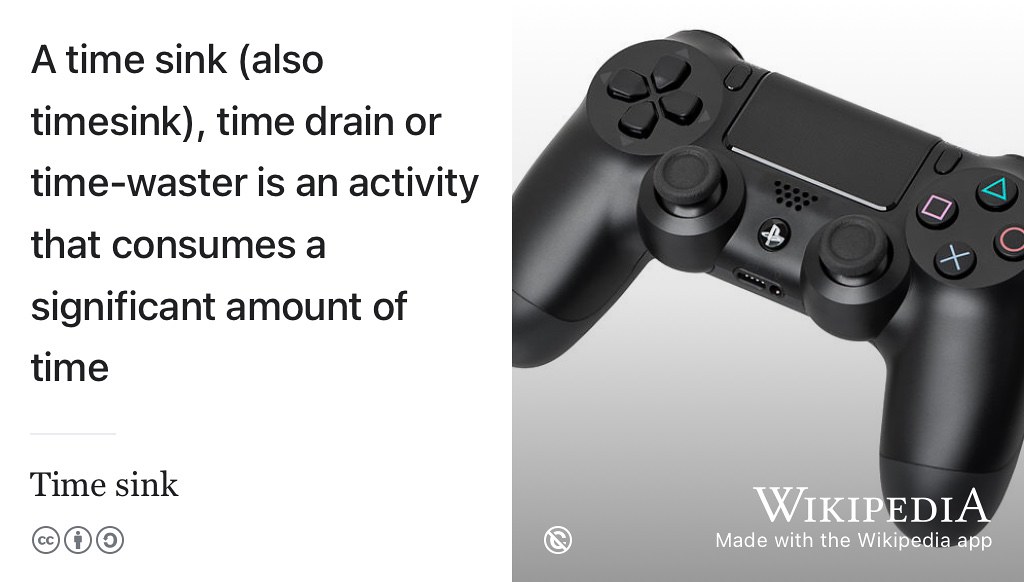 A time sink (also
timesink), time drain or
time-waster is an activity
that consumes a
significant amount of
time
Time sink
cc
WIKIPEDIA
Made with the Wikipedia app